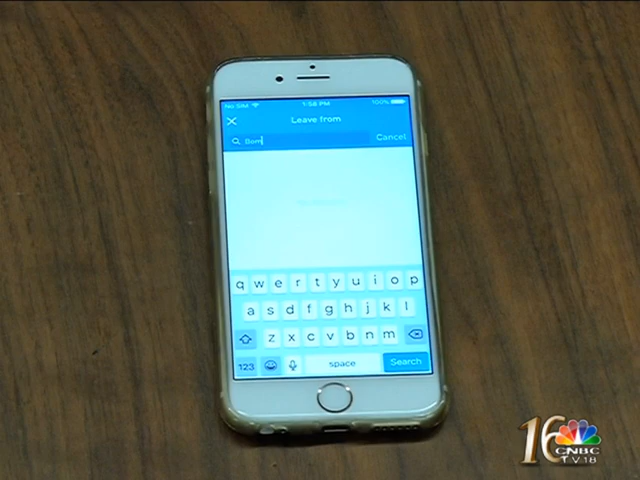 No SIM 1:58 PM 100%
Leave from
Bom Cancel
q w e r t y u i o p
a s d f g h j k l
z x c v b n m
123 space Search
16
CNBC
TV18